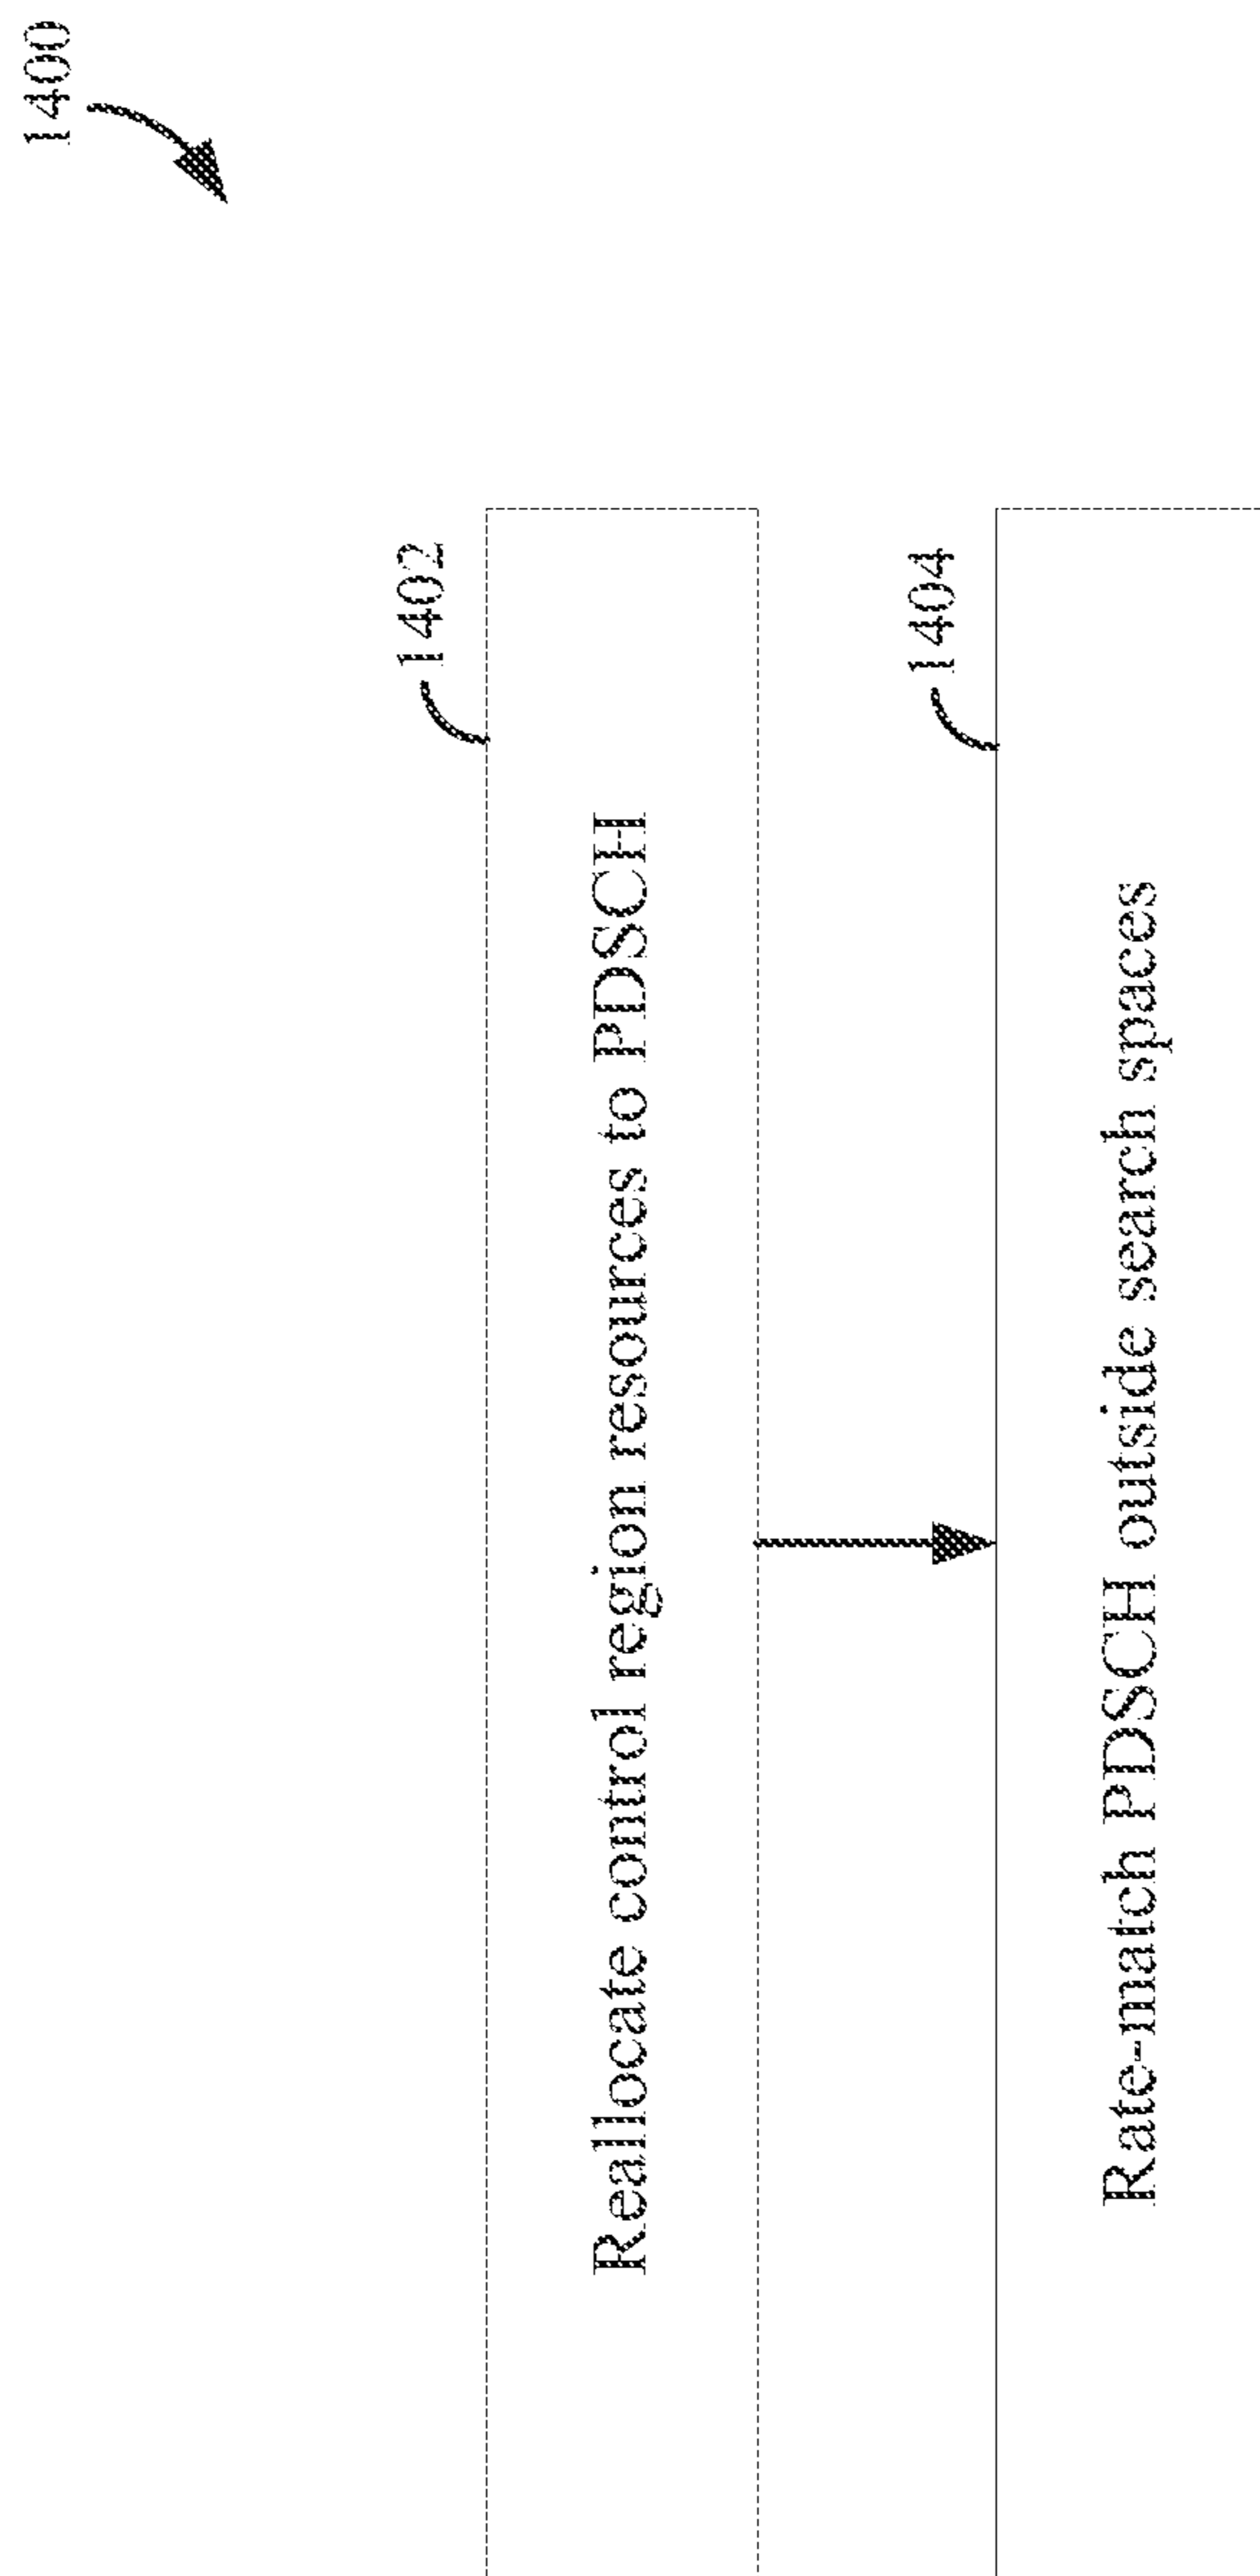 1400
1402
Reallocate control region resources to PDSCH
1404
Rate-match PDSCH outside search spaces